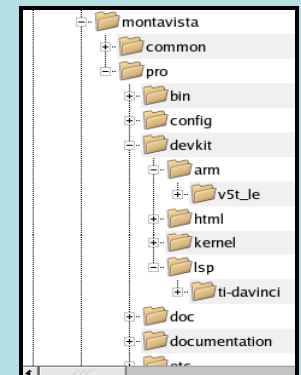 montavista
common
pro
bin
config
devkit
arm
v5t_le
html
kernel
lsp
ti-davinci
doc
documentation